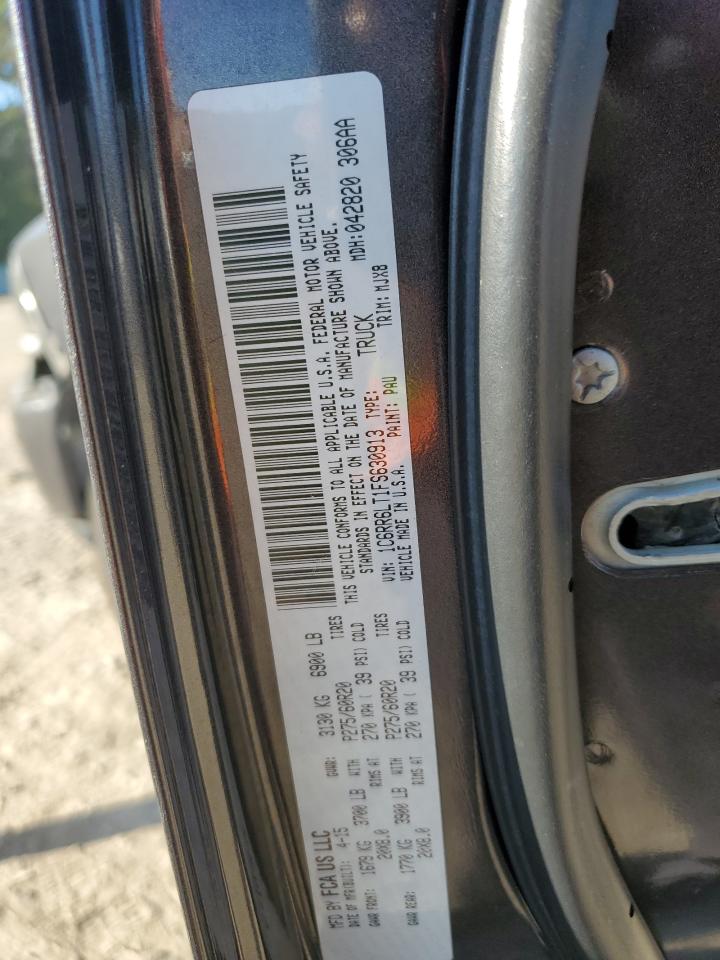 MFD BY FCA US LLC
DATE OF MFR(BUILT): 4-15 GVWR: 3130 KG 6900 LB
GAWR FRONT: 1679 KG 3700 LB WITH P275/60R20 TIRES
20X8.0 RIMS AT 270 KPA ( 39 PSI) COLD
GAWR REAR: 1770 KG 3900 LB WITH P275/60R20 TIRES
20X8.0 RIMS AT 270 KPA ( 39 PSI) COLD
THIS VEHICLE CONFORMS TO ALL APPLICABLE U.S.A. FEDERAL MOTOR VEHICLE SAFETY
STANDARDS IN EFFECT ON THE DATE OF MANUFACTURE SHOWN ABOVE.
MDH:042820 306AA
VIN: 1C6RR6LT1FS630913 TYPE: TRUCK
VEHICLE MADE IN U.S.A. PAINT: PAU TRIM: MJX8